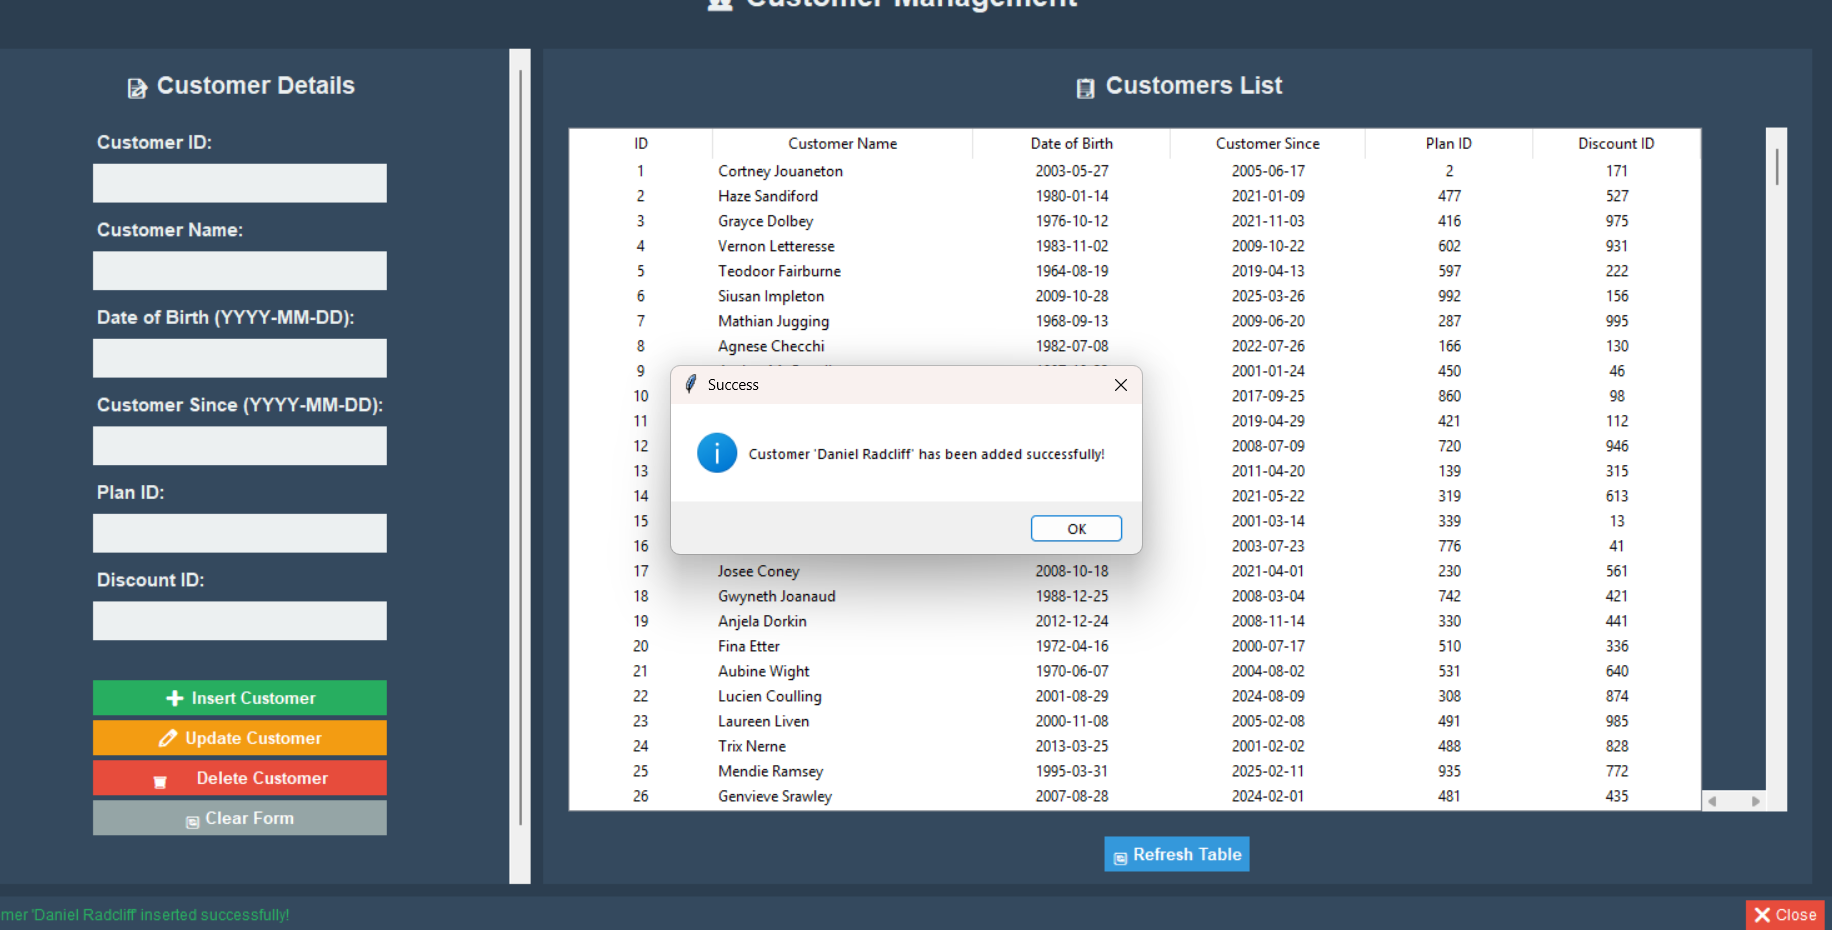 Customer Management
Customer Details
Customer ID:
Customer Name:
Date of Birth (YYYY-MM-DD):
Customer Since (YYYY-MM-DD):
Plan ID:
Discount ID:
Insert Customer
Update Customer
Delete Customer
Clear Form
Customers List
ID Customer Name Date of Birth Customer Since Plan ID Discount ID
1 Cortney Jouaneton 2003-05-27 2005-06-17 2 171
2 Haze Sandiford 1980-01-14 2021-01-09 477 527
3 Grayce Dolbey 1976-10-12 2021-11-03 416 975
4 Vernon Letteresse 1983-11-02 2009-10-22 602 931
5 Teodoor Fairburne 1964-08-19 2019-04-13 597 222
6 Siusan Impleton 2009-10-28 2025-03-26 992 156
7 Mathian Jugging 1968-09-13 2009-06-20 287 995
8 Agnese Checchi 1982-07-08 2022-07-26 166 130
9 2001-01-24 450 46
10 2017-09-25 860 98
11 2019-04-29 421 112
12 2008-07-09 720 946
13 2011-04-20 139 315
14 2021-05-22 319 613
15 2001-03-14 339 13
16 2003-07-23 776 41
17 Josee Coney 2008-10-18 2021-04-01 230 561
18 Gwyneth Joanaud 1988-12-25 2008-03-04 742 421
19 Anjela Dorkin 2012-12-24 2008-11-14 330 441
20 Fina Etter 1972-04-16 2000-07-17 510 336
21 Aubine Wight 1970-06-07 2004-08-02 531 640
22 Lucien Coulling 2001-08-29 2024-08-09 308 874
23 Laureen Liven 2000-11-08 2005-02-08 491 985
24 Trix Nerne 2013-03-25 2001-02-02 488 828
25 Mendie Ramsey 1995-03-31 2025-02-11 935 772
26 Genvieve Srawley 2007-08-28 2024-02-01 481 435
Success
Customer 'Daniel Radcliff' has been added successfully!
OK
Refresh Table
mer 'Daniel Radcliff' inserted successfully!
Close